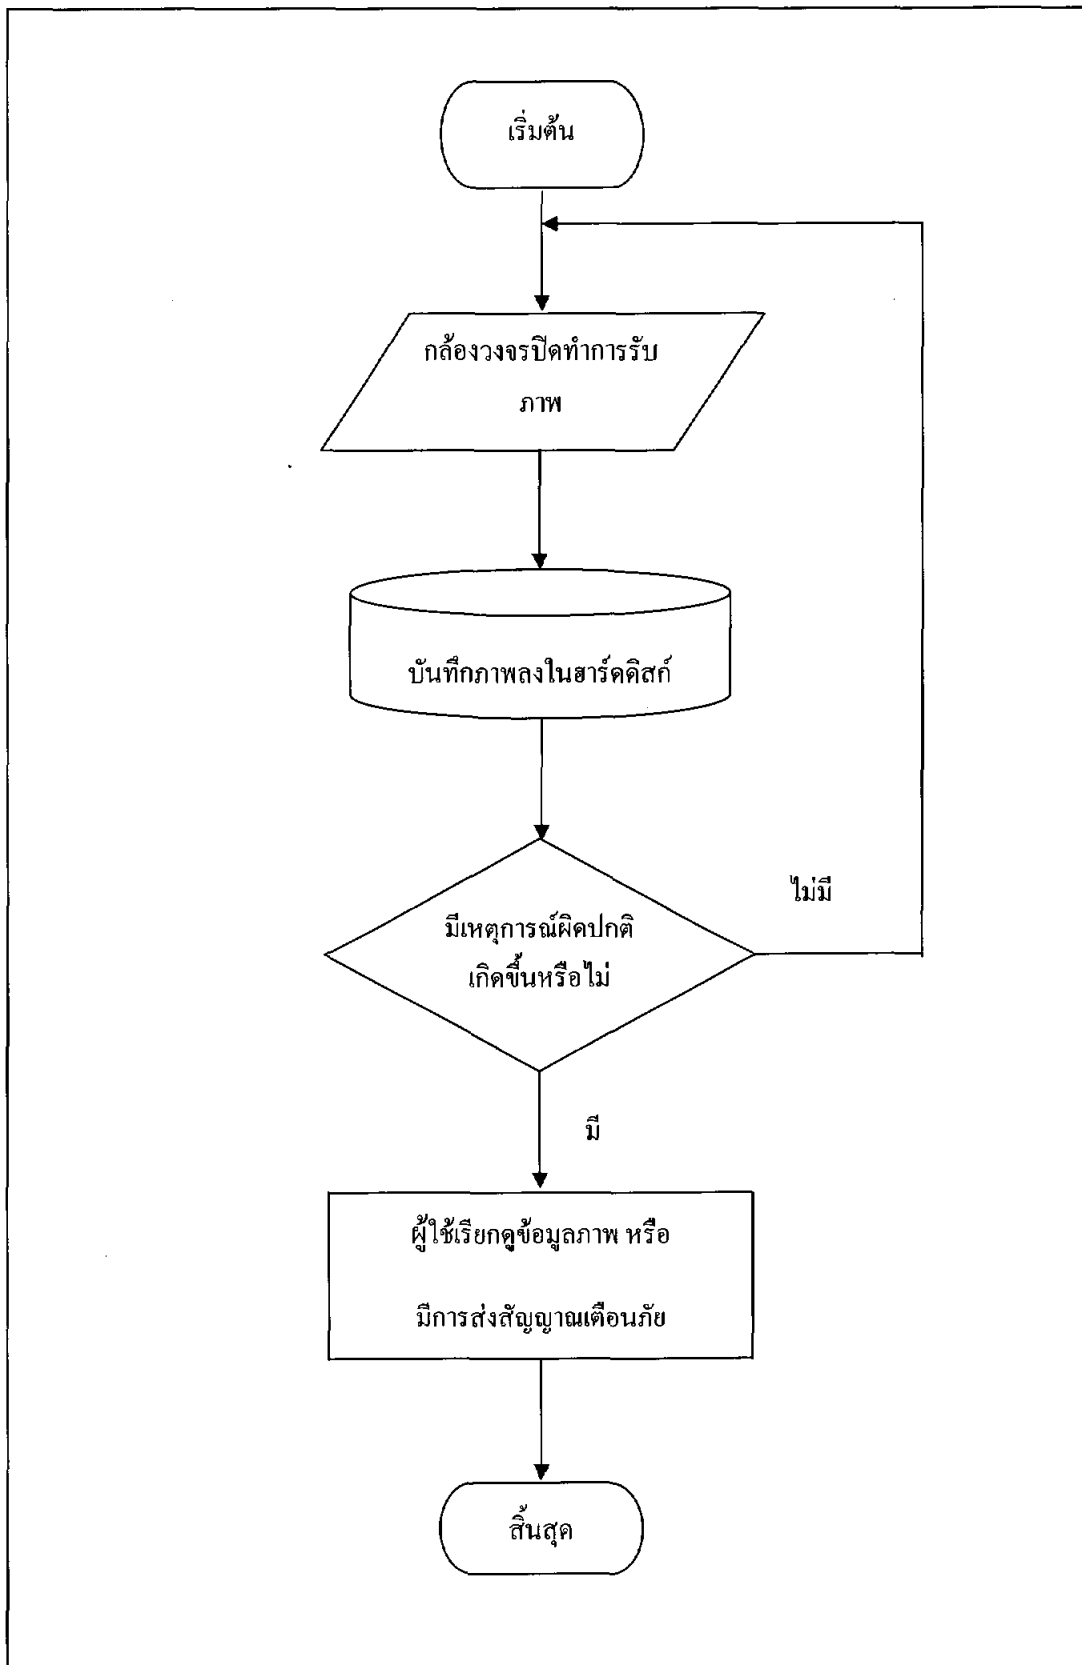 เริ่มต้น
กล้องวงจรปิดทำการรับ
ภาพ
บันทึกภาพลงในฮาร์ดดิสก์
ไม่มี
มีเหตุการณ์ผิดปกติ
เกิดขึ้นหรือไม่
มี
ผู้ใช้เรียกดูข้อมูลภาพ หรือ
มีการส่งสัญญาณเตือนภัย
สิ้นสุด